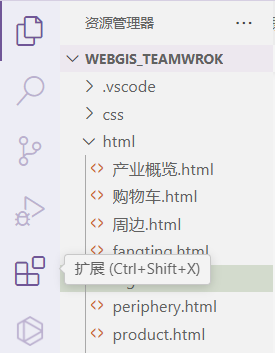 资源管理器
WEBGIS_TEAMWROK
.vscode
css
html
产业概览.html
购物车.html
周边.html
fangting.html
扩展 (Ctrl+Shift+X)
periphery.html
product.html